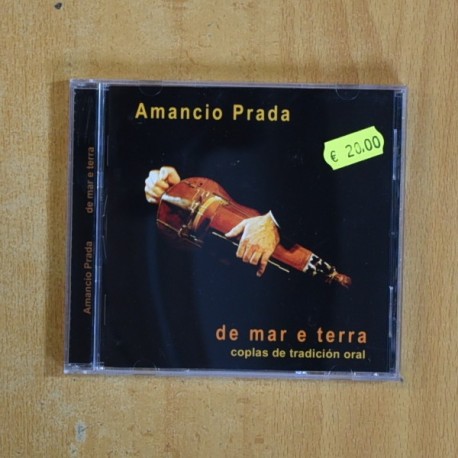 Amancio Prada
€ 20.00
de mar e terra
coplas de tradición oral
Amancio Prada de mar e terra